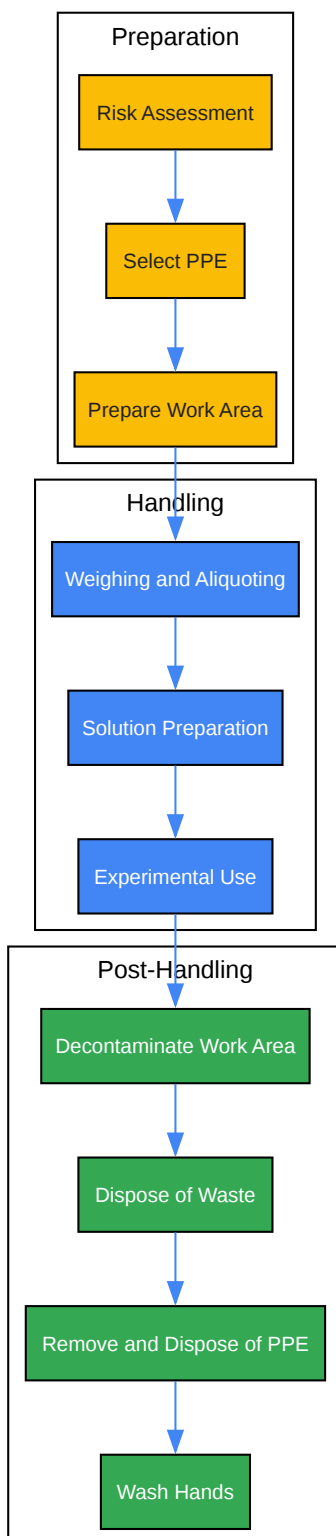 Preparation
Risk Assessment
Select PPE
Prepare Work Area
Handling
Weighing and Aliquoting
Solution Preparation
Experimental Use
Post-Handling
Decontaminate Work Area
Dispose of Waste
Remove and Dispose of PPE
Wash Hands